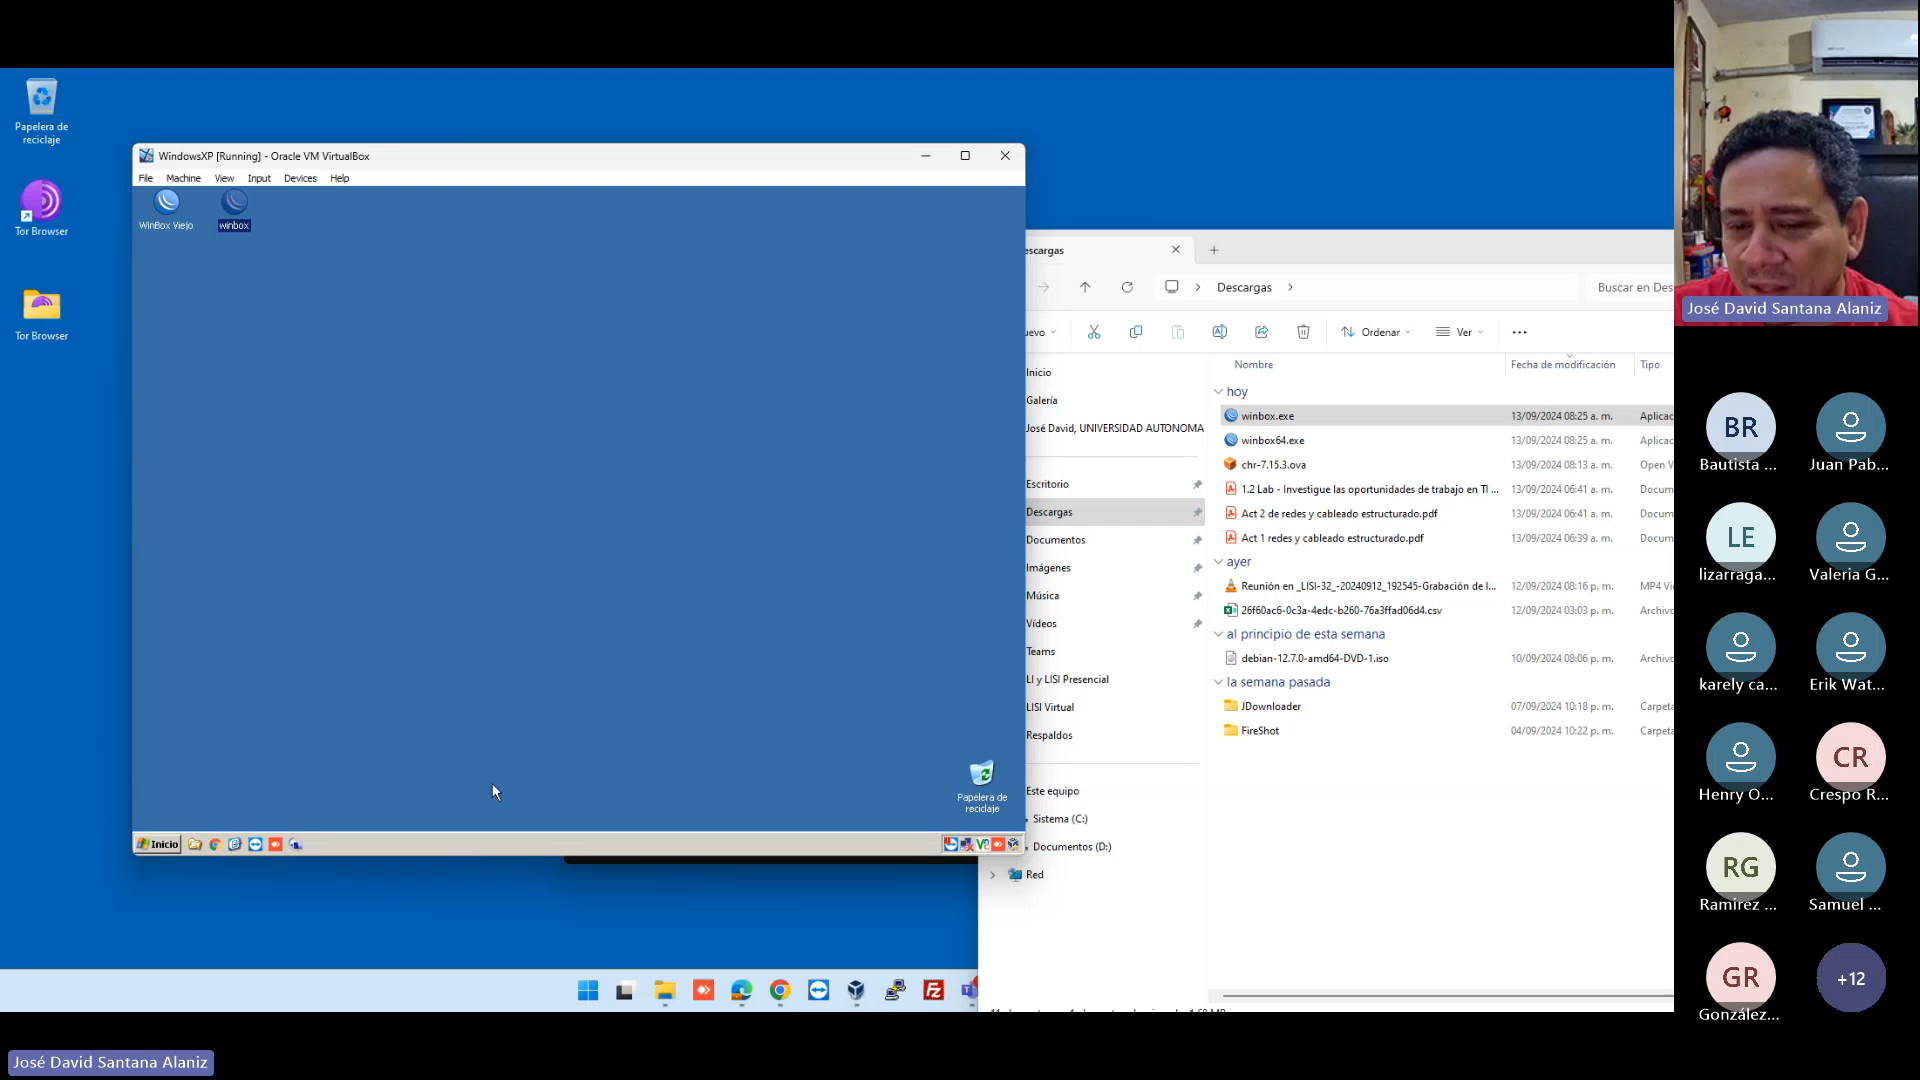 Papelera de
reciclaje
Tor Browser
Tor Browser
WindowsXP [Running] - Oracle VM VirtualBox
File Machine View Input Devices Help
WinBox Viejo
winbox
Papelera de
reciclaje
Inicio
escargas
Descargas
Buscar en Des
uevo
Ordenar
Ver
Nombre
Fecha de modificación
Tipo
Inicio
Galería
José David, UNIVERSIDAD AUTONOMA
Escritorio
Descargas
Documentos
Imágenes
Música
Vídeos
Teams
LI y LISI Presencial
LISI Virtual
Respaldos
Este equipo
Sistema (C:)
Documentos (D:)
Red
hoy
winbox.exe 13/09/2024 08:25 a. m. Aplicac
winbox64.exe 13/09/2024 08:25 a. m. Aplicac
chr-7.15.3.ova 13/09/2024 08:13 a. m. Open V
1.2 Lab - Investigue las oportunidades de trabajo en TI ... 13/09/2024 06:41 a. m. Docum
Act 2 de redes y cableado estructurado.pdf 13/09/2024 06:41 a. m. Docum
Act 1 redes y cableado estructurado.pdf 13/09/2024 06:39 a. m. Docum
ayer
Reunión en _LISI-32_-20240912_192545-Grabación de l... 12/09/2024 08:16 p. m. MP4 Vi
26f60ac6-0c3a-4edc-b260-76a3ffad06d4.csv 12/09/2024 03:03 p. m. Archivo
al principio de esta semana
debian-12.7.0-amd64-DVD-1.iso 10/09/2024 08:06 p. m. Archivo
la semana pasada
JDownloader 07/09/2024 10:18 p. m. Carpeta
FireShot 04/09/2024 10:22 p. m. Carpeta
José David Santana Alaniz
BR
Bautista ...
Juan Pab...
LE
lizarraga...
Valeria G...
karely ca...
Erik Wat...
Henry O...
CR
Crespo R...
RG
Ramírez ...
Samuel ...
GR
González...
+12
José David Santana Alaniz